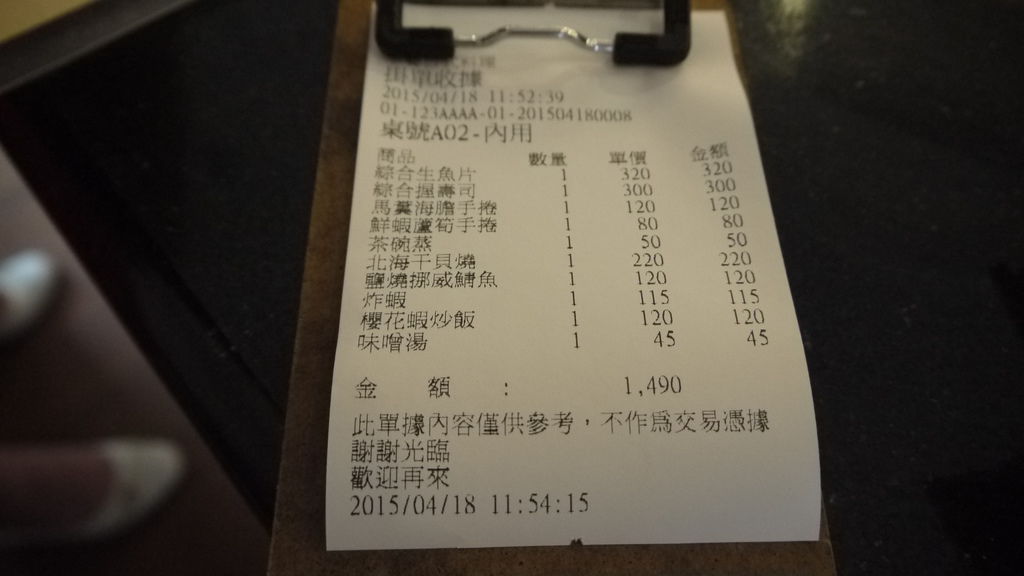 掛單收據
2015/04/18 11:52:39
01-123AAAA-01-201504180008
桌號A02-內用
商品 數量 單價 金額
綜合生魚片 1 320 320
綜合握壽司 1 300 300
馬糞海膽手捲 1 120 120
鮮蝦蘆筍手捲 1 80 80
茶碗蒸 1 50 50
北海干貝燒 1 220 220
鹽燒挪威鯖魚 1 120 120
炸蝦 1 115 115
櫻花蝦炒飯 1 120 120
味噌湯 1 45 45
金 額 : 1,490
此單據內容僅供參考，不作為交易憑據
謝謝光臨
歡迎再來
2015/04/18 11:54:15